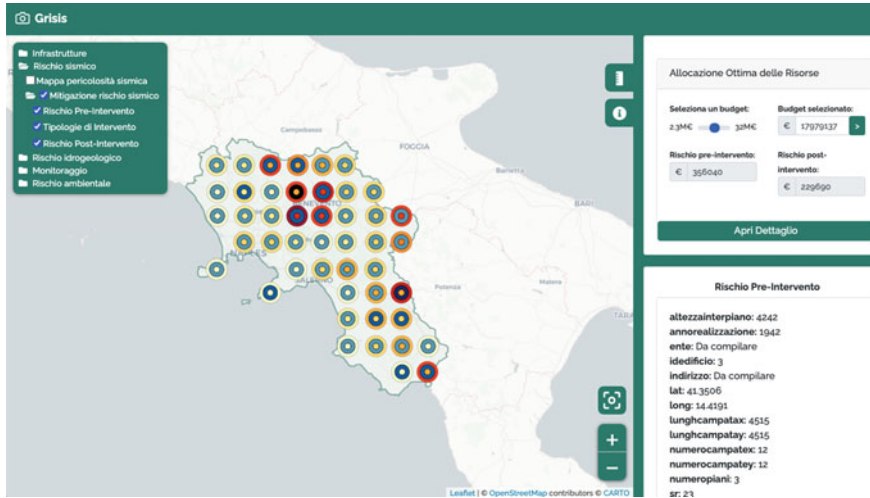 Grisis
Infrastrutture
Rischio sismico
Mappa pericolosità sismica
Mitigazione rischio sismico
Rischio Pre-Intervento
Tipologie di Intervento
Rischio Post-Intervento
Rischio idrogeologico
Monitoraggio
Rischio ambientale
Campobasso
FOGGIA
Barletta
BARI
Potenza
Matera
Leaflet | © OpenStreetMap contributors © CARTO
Allocazione Ottima delle Risorse
Seleziona un budget:
2.3M€ 32M€
Budget selezionato:
€ 17979137 >
Rischio pre-intervento:
€ 356040
Rischio post-
intervento:
€ 229690
Apri Dettaglio
Rischio Pre-Intervento
altezzainterpiano: 4242
annorealizzazione: 1942
ente: Da compilare
idedificio: 3
indirizzo: Da compilare
lat: 41.3506
long: 14.4191
lunghcampatax: 4515
lunghcampatay: 4515
numerocampatex: 12
numerocampatey: 12
numeropiani: 3
sr: 23